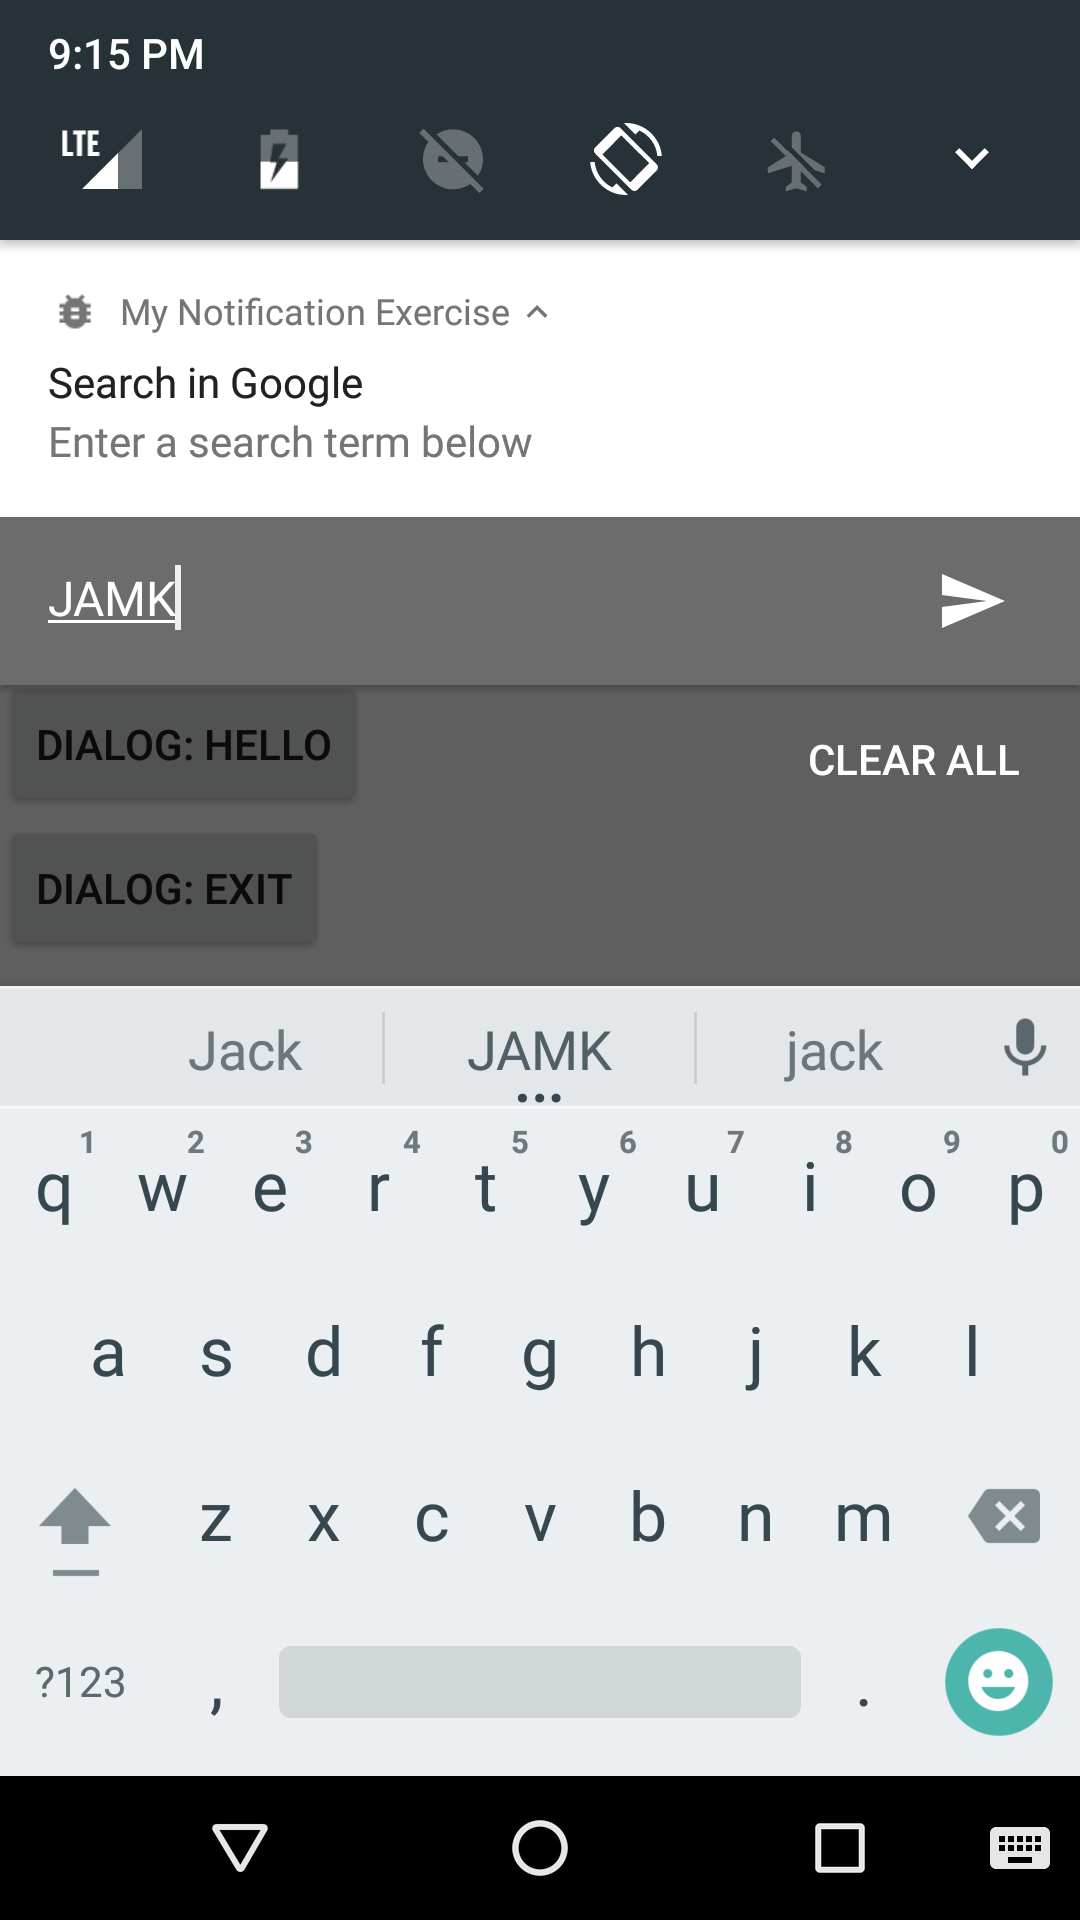 9:15 PM
LTE
My Notification Exercise
Search in Google
Enter a search term below
JAMK
DIALOG: HELLO
CLEAR ALL
DIALOG: EXIT
Jack JAMK jack
1 2 3 4 5 6 7 8 9 0
q w e r t y u i o p
a s d f g h j k l
z x c v b n m
?123 , .